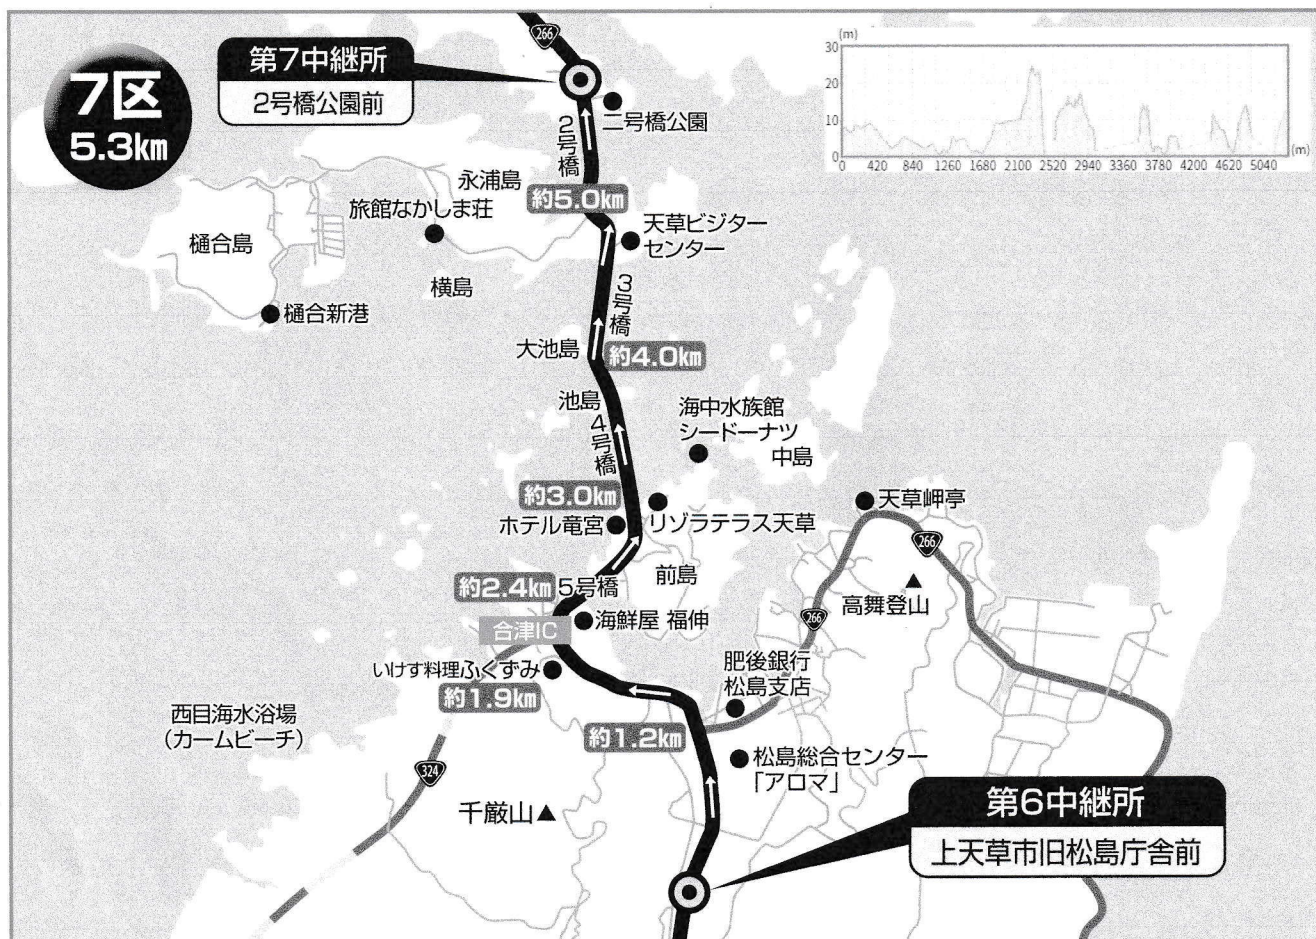 7区
5.3km
第7中継所
2号橋公園前
266
二号橋公園
2号橋
(m)
30
20
10
0
0 420 840 1260 1680 2100 2520 2940 3360 3780 4200 4620 5040
(m)
永浦島
旅館なかしま荘
約5.0km
天草ビジター
センター
樋合島
横島
樋合新港
3号橋
大池島
約4.0km
池島
4号橋
海中水族館
シードーナツ
中島
約3.0km
ホテル竜宮
リゾラテラス天草
天草岬亭
266
前島
高舞登山
266
約2.4km
5号橋
合津IC
海鮮屋 福伸
いけす料理ふくずみ
約1.9km
肥後銀行
松島支店
西目海水浴場
(カームビーチ)
約1.2km
松島総合センター
「アロマ」
324
千厳山
第6中継所
上天草市旧松島庁舎前